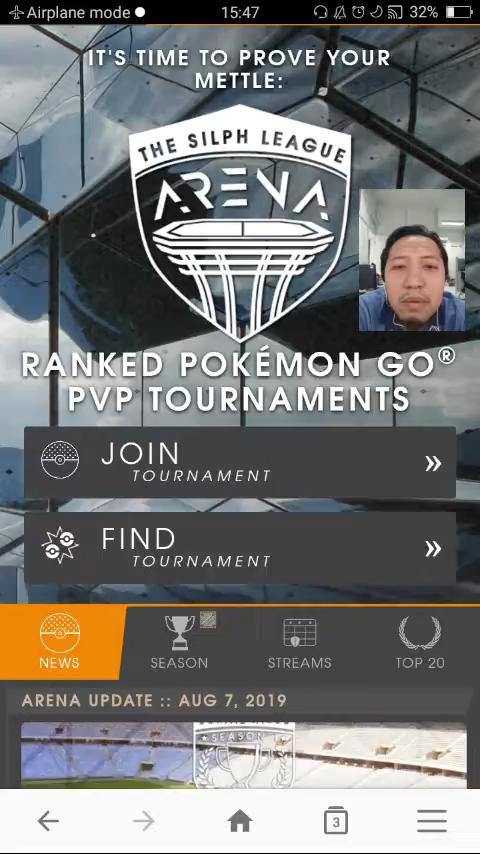 Airplane mode 15:47 32%
IT'S TIME TO PROVE YOUR
METTLE:
THE SILPH LEAGUE
ARENA
RANKED POKÉMON GO®
PVP TOURNAMENTS
JOIN
TOURNAMENT
FIND
TOURNAMENT
NEWS SEASON STREAMS TOP 20
ARENA UPDATE :: AUG 7, 2019
SEASON
3